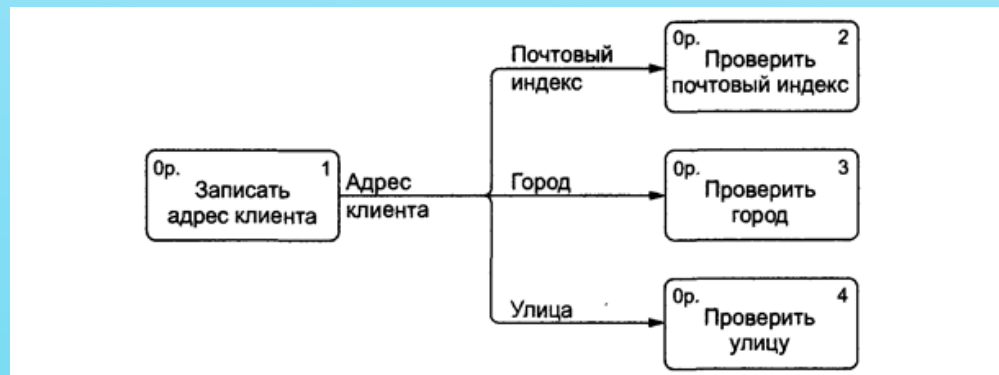 0р. 2
Проверить
почтовый индекс
Почтовый
индекс
0р. 1
Записать
адрес клиента
Адрес
клиента
Город
0р. 3
Проверить
город
Улица
0р. 4
Проверить
улицу